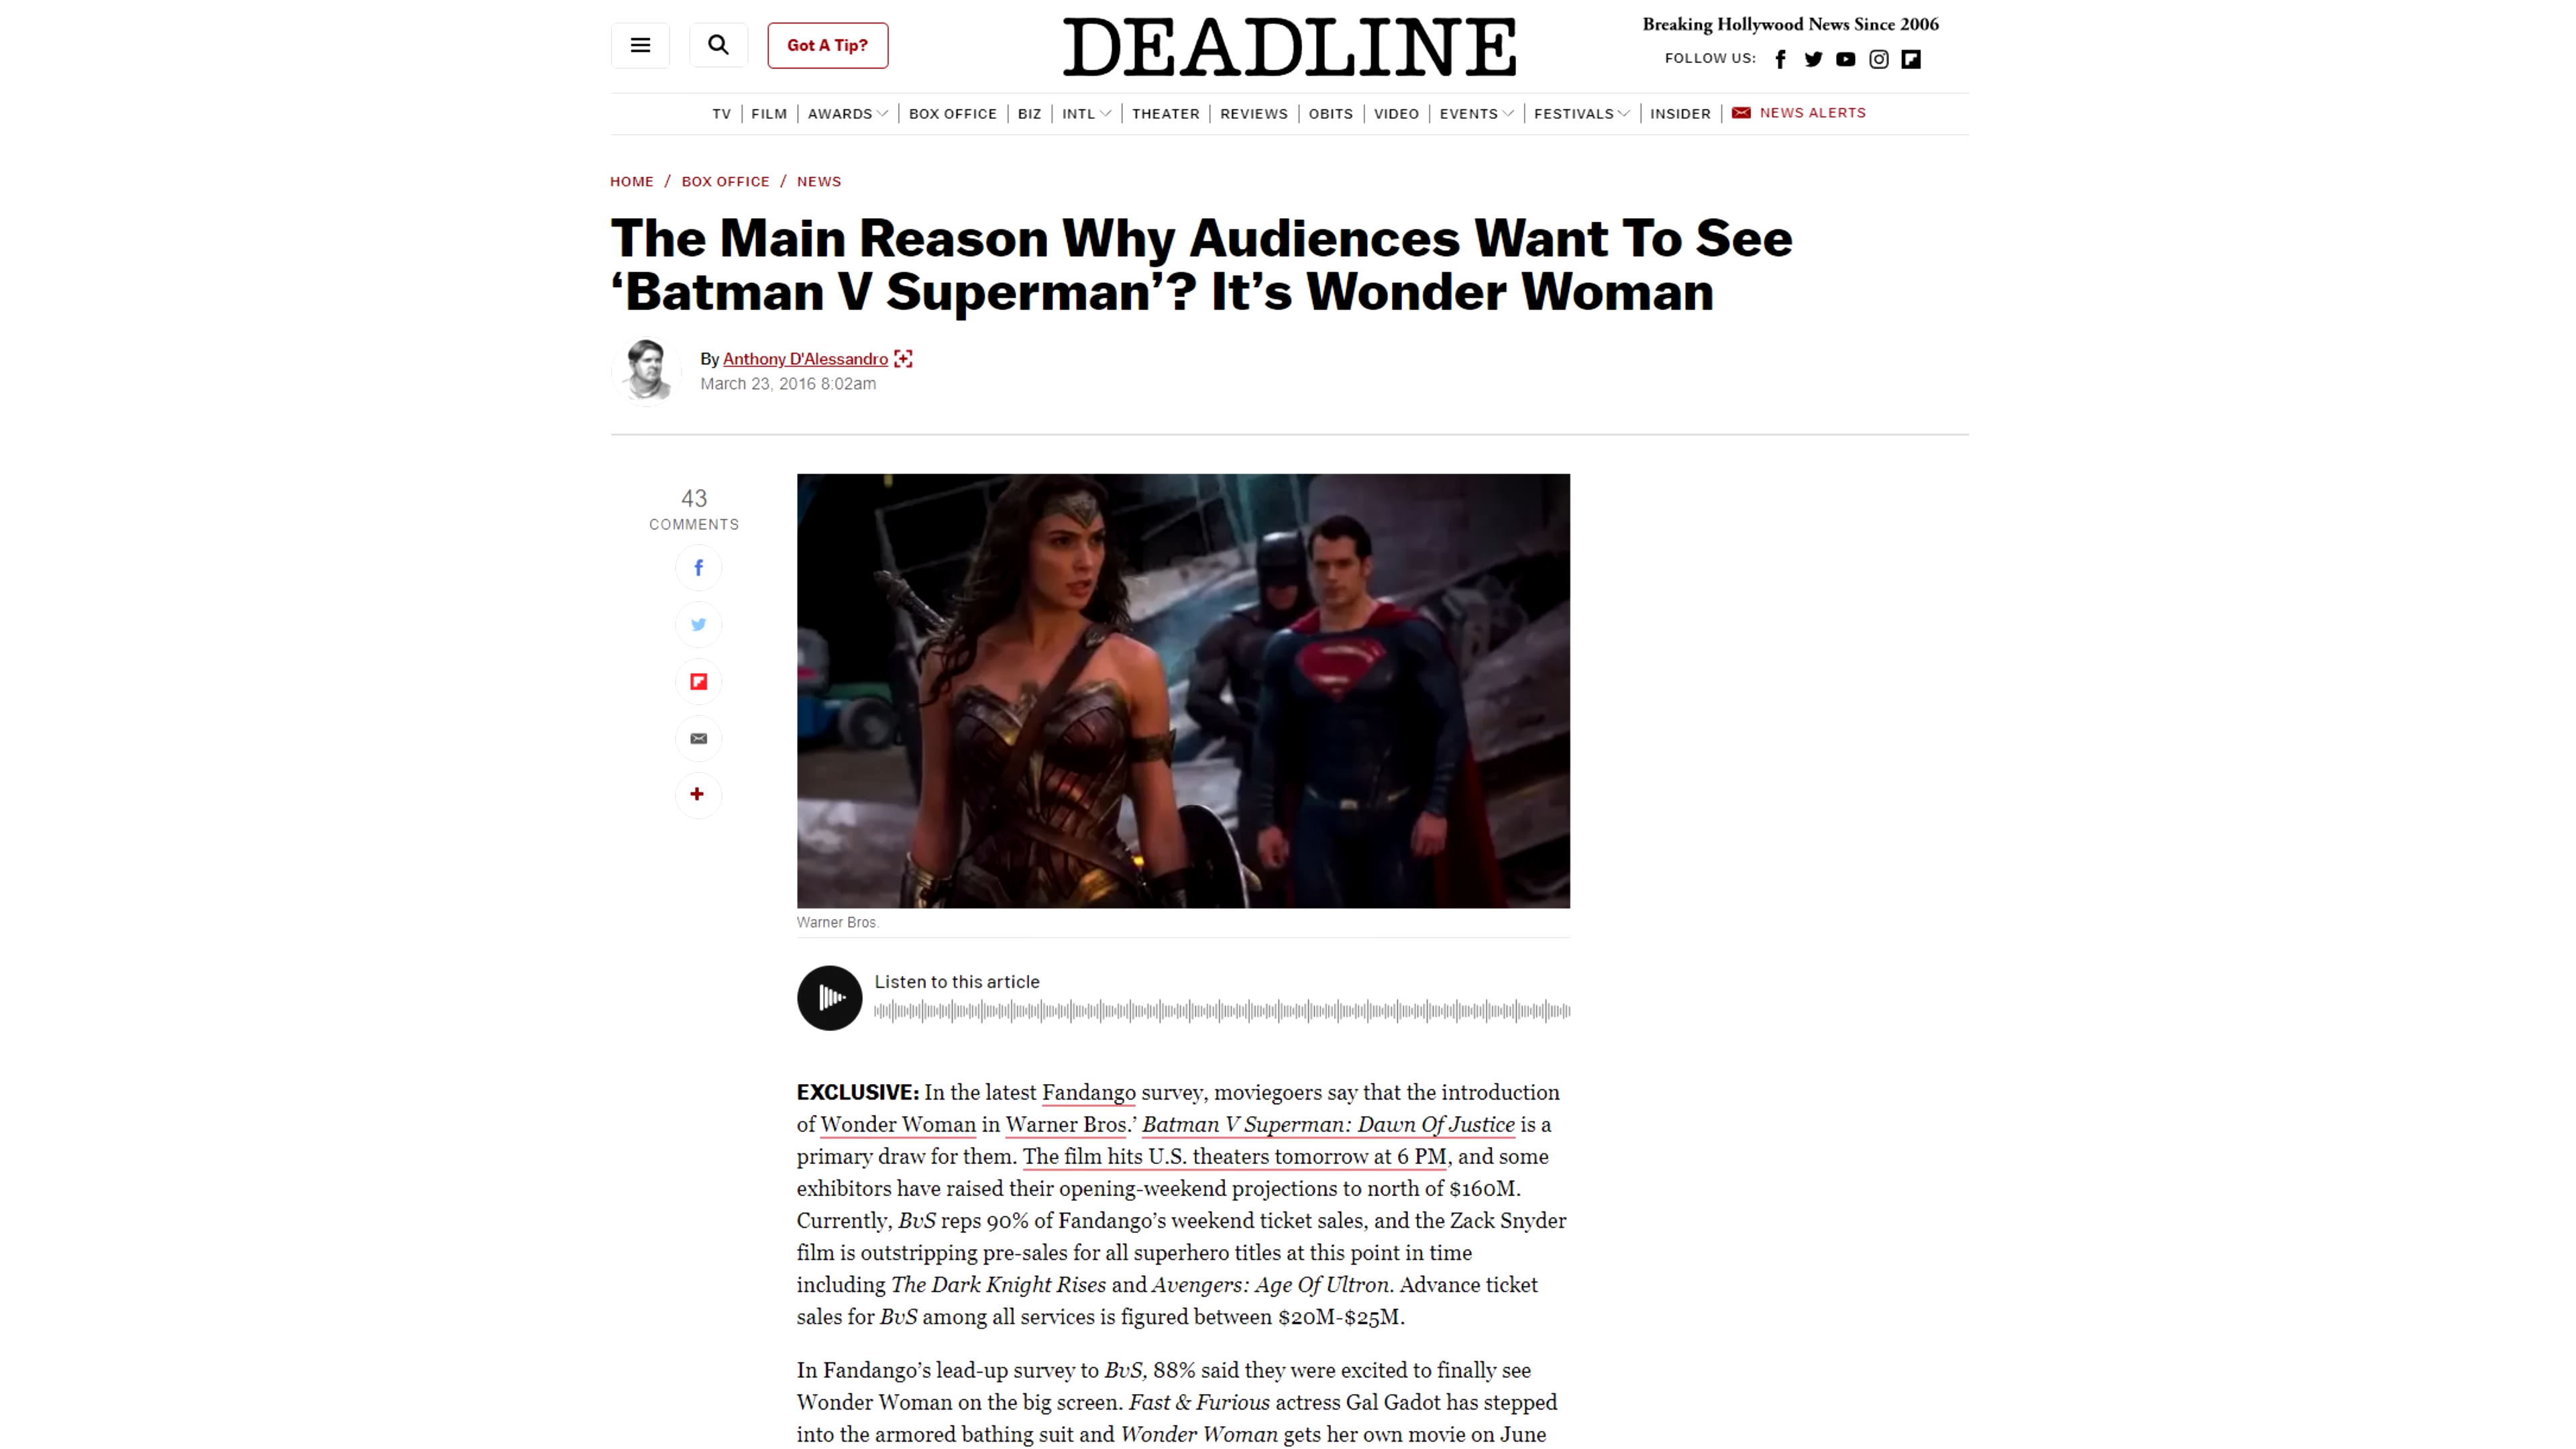 Got A Tip?
DEADLINE
Breaking Hollywood News Since 2006
FOLLOW US:
TV FILM AWARDS BOX OFFICE BIZ INTL THEATER REVIEWS OBITS VIDEO EVENTS FESTIVALS INSIDER NEWS ALERTS
HOME / BOX OFFICE / NEWS
The Main Reason Why Audiences Want To See
‘Batman V Superman’? It’s Wonder Woman
By Anthony D'Alessandro
March 23, 2016 8:02am
43
COMMENTS
Warner Bros.
Listen to this article
EXCLUSIVE: In the latest Fandango survey, moviegoers say that the introduction
of Wonder Woman in Warner Bros.’ Batman V Superman: Dawn Of Justice is a
primary draw for them. The film hits U.S. theaters tomorrow at 6 PM, and some
exhibitors have raised their opening-weekend projections to north of $160M.
Currently, BvS reps 90% of Fandango’s weekend ticket sales, and the Zack Snyder
film is outstripping pre-sales for all superhero titles at this point in time
including The Dark Knight Rises and Avengers: Age Of Ultron. Advance ticket
sales for BvS among all services is figured between $20M-$25M.
In Fandango’s lead-up survey to BvS, 88% said they were excited to finally see
Wonder Woman on the big screen. Fast & Furious actress Gal Gadot has stepped
into the armored bathing suit and Wonder Woman gets her own movie on June